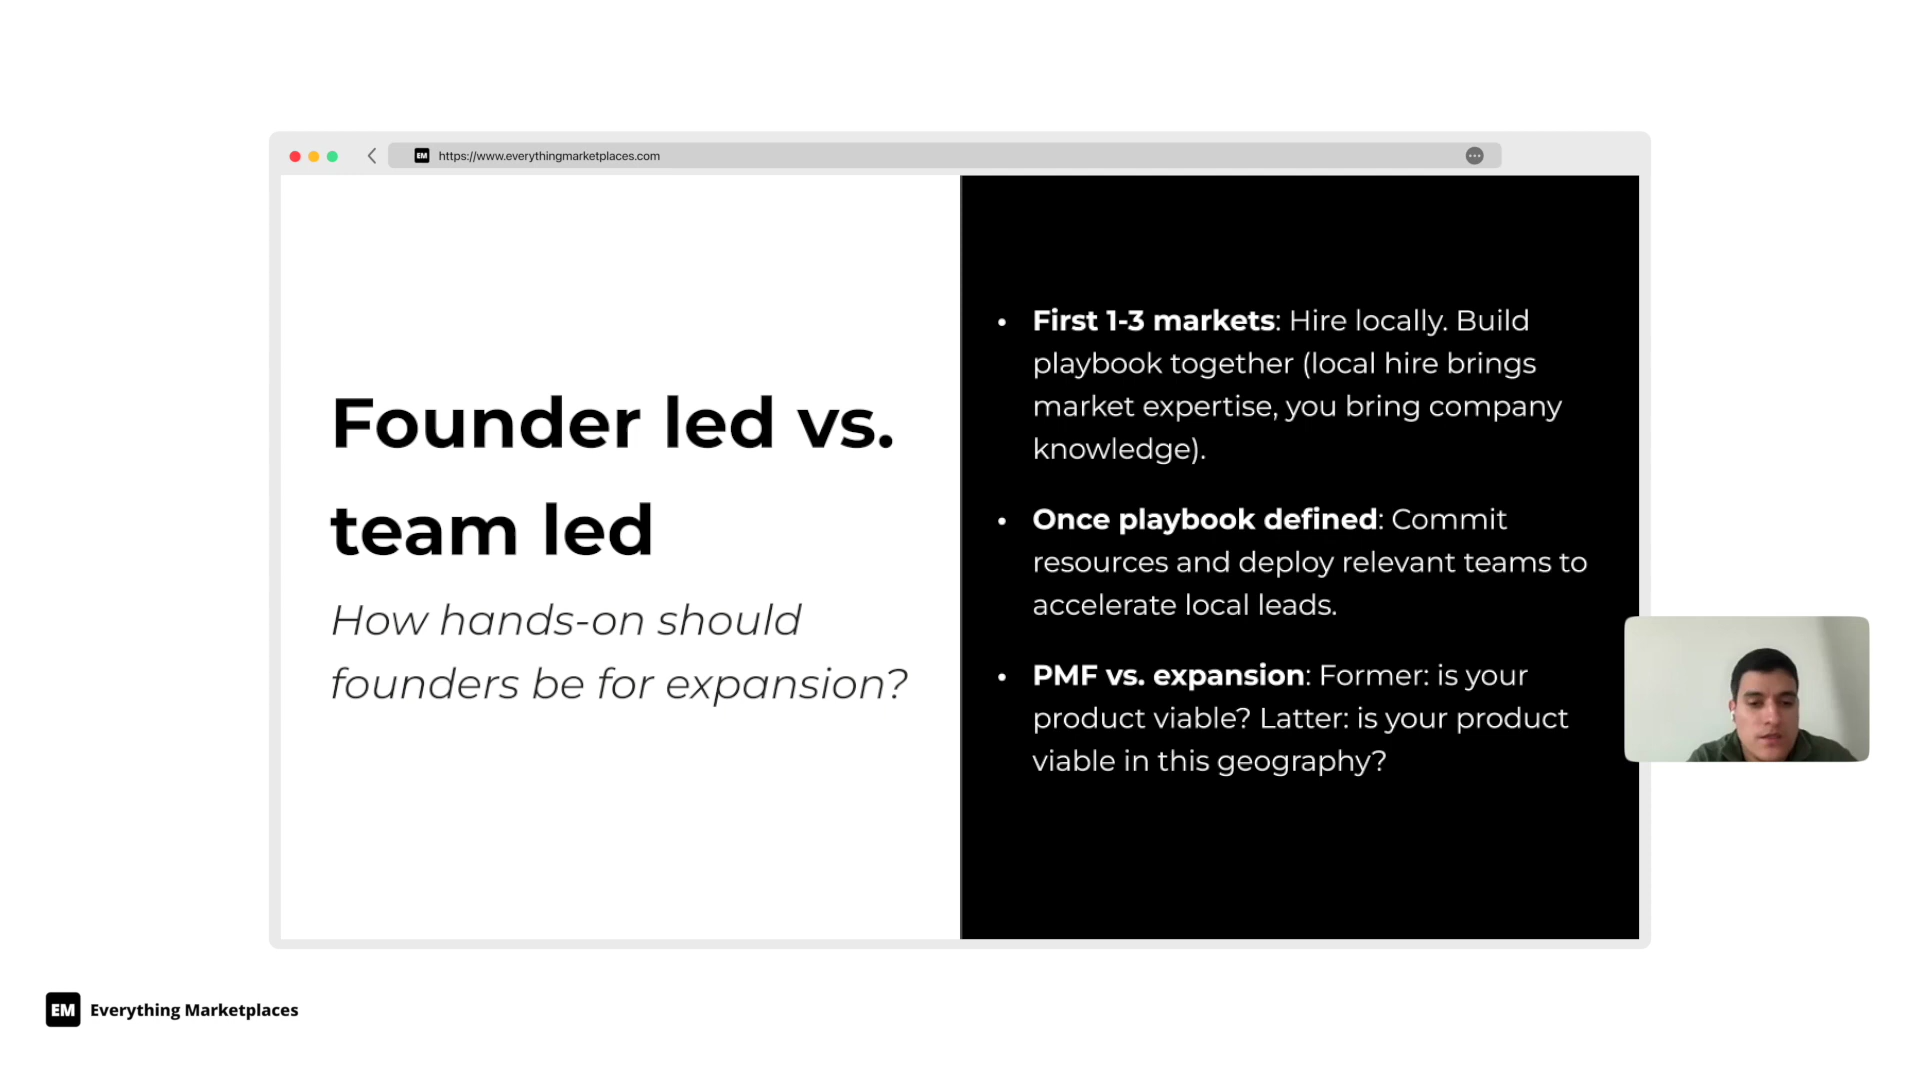 EM https://www.everythingmarketplaces.com
Founder led vs.
team led
How hands-on should
founders be for expansion?
• First 1-3 markets: Hire locally. Build
playbook together (local hire brings
market expertise, you bring company
knowledge).
• Once playbook defined: Commit
resources and deploy relevant teams to
accelerate local leads.
• PMF vs. expansion: Former: is your
product viable? Latter: is your product
viable in this geography?
EM Everything Marketplaces